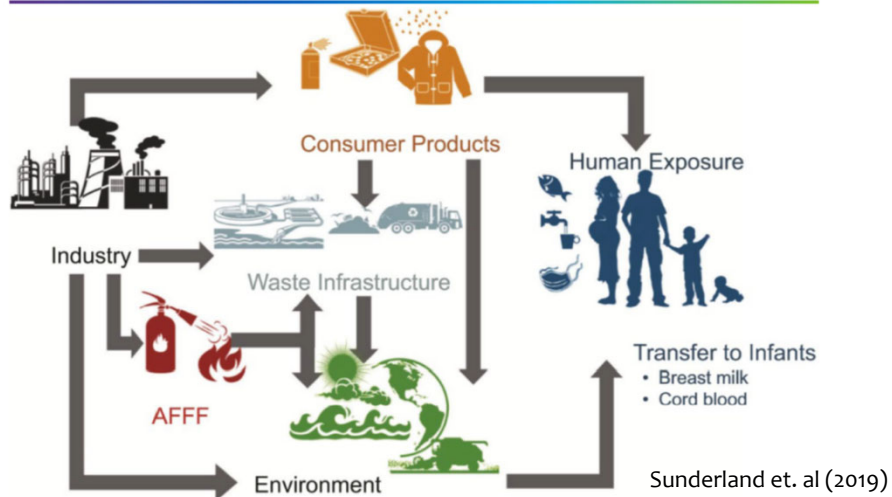 Consumer Products
Human Exposure
Industry
Waste Infrastructure
Transfer to Infants
• Breast milk
• Cord blood
AFFF
Environment
Sunderland et. al (2019)